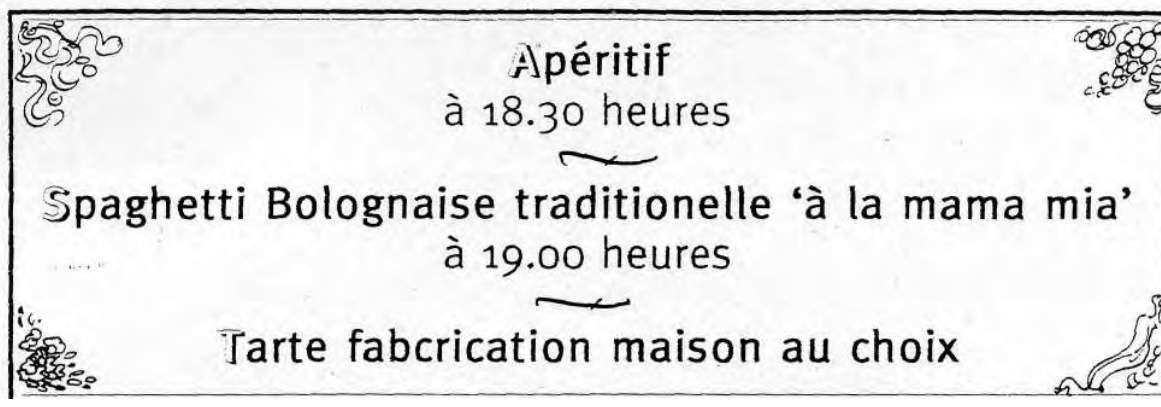 Apéritif
à 18.30 heures
Spaghetti Bolognaise traditionelle ‘à la mama mia’
à 19.00 heures
Tarte fabcrication maison au choix